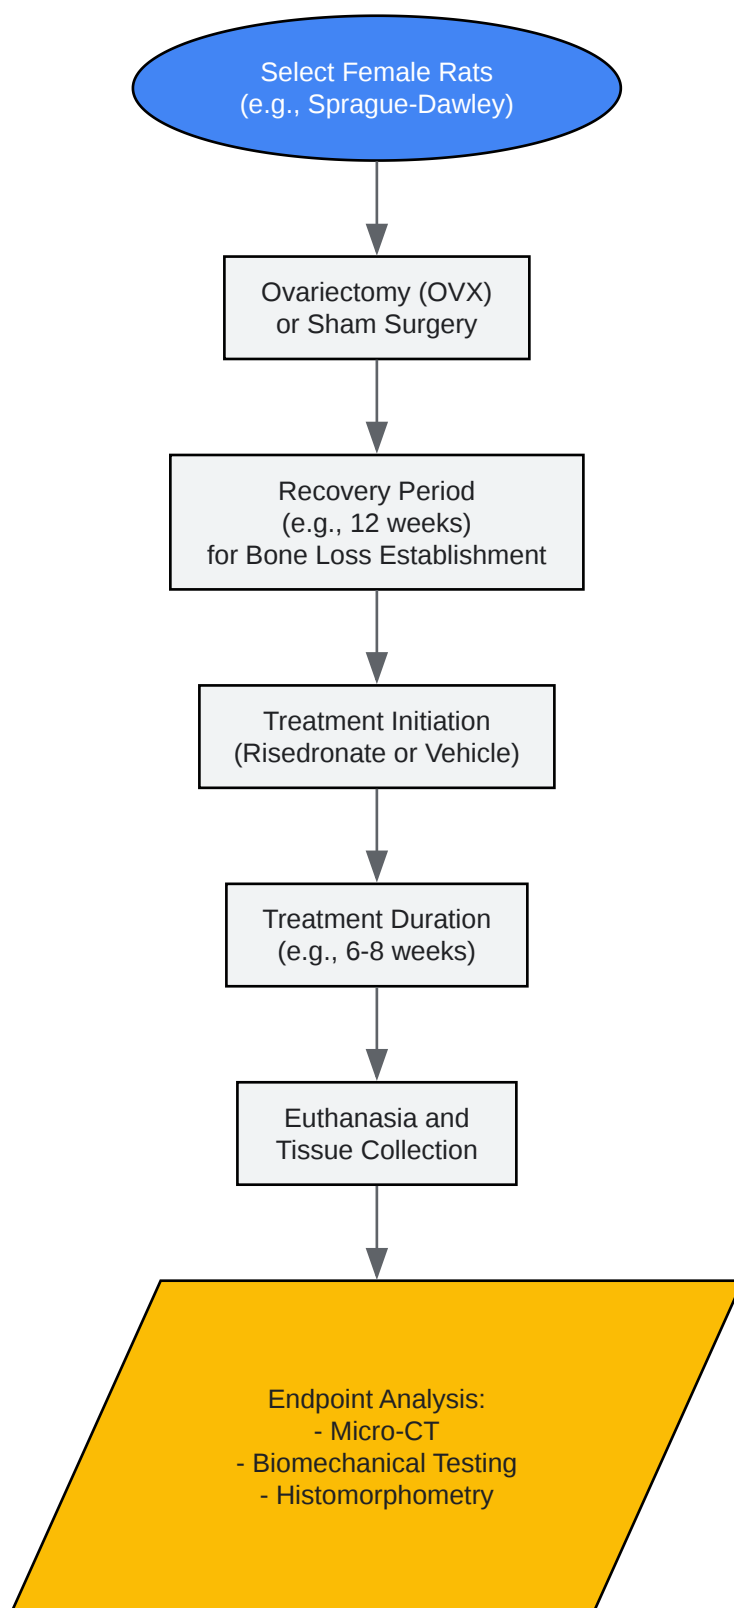 Select Female Rats
(e.g., Sprague-Dawley)
Ovariectomy (OVX)
or Sham Surgery
Recovery Period
(e.g., 12 weeks)
for Bone Loss Establishment
Treatment Initiation
(Risedronate or Vehicle)
Treatment Duration
(e.g., 6-8 weeks)
Euthanasia and
Tissue Collection
Endpoint Analysis:
- Micro-CT
- Biomechanical Testing
- Histomorphometry